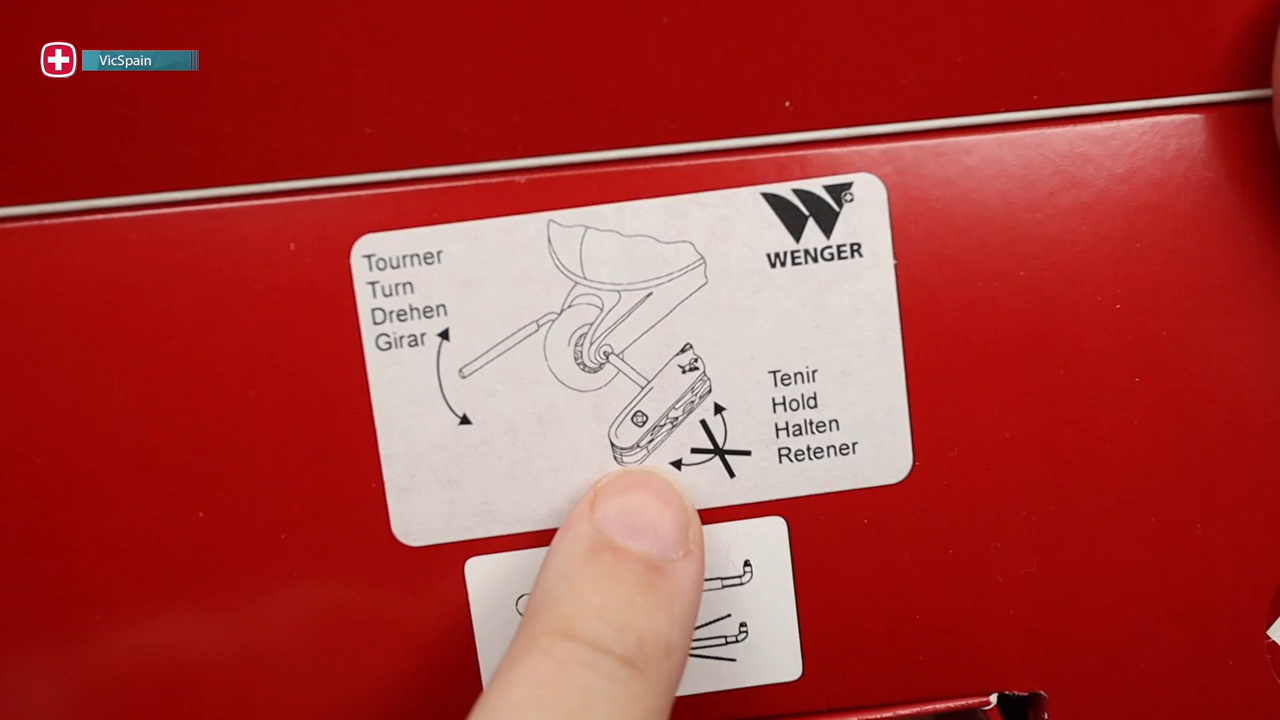 VicSpain
WENGER
Tourner
Turn
Drehen
Girar
Tenir
Hold
Halten
Retener